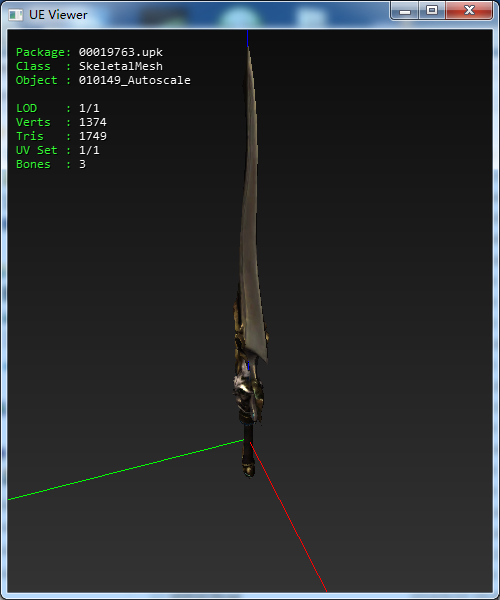 UE Viewer
Package: 00019763.upk
Class : SkeletalMesh
Object : 010149_Autoscale
LOD : 1/1
Verts : 1374
Tris : 1749
UV Set : 1/1
Bones : 3